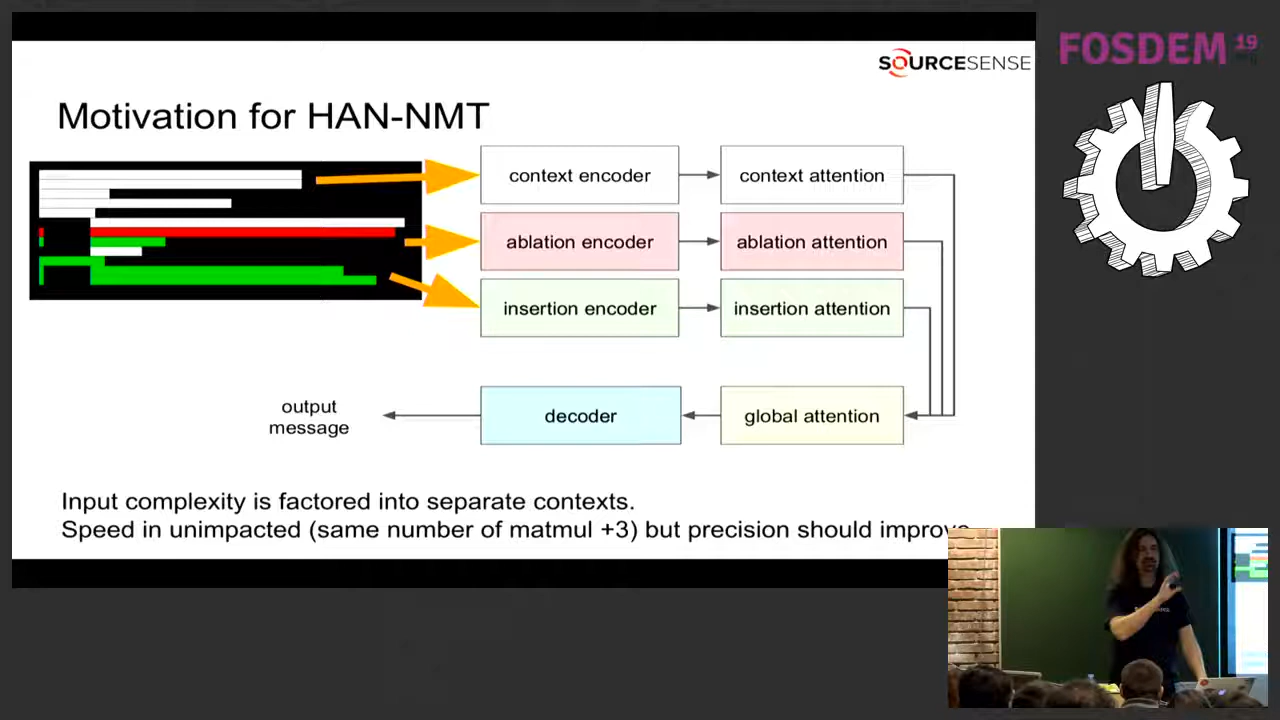 SOURCESENSE
FOSDEM 19
.org
Motivation for HAN-NMT
context encoder
context attention
ablation encoder
ablation attention
insertion encoder
insertion attention
output
message
decoder
global attention
Input complexity is factored into separate contexts.
Speed in unimpacted (same number of matmul +3) but precision should improve